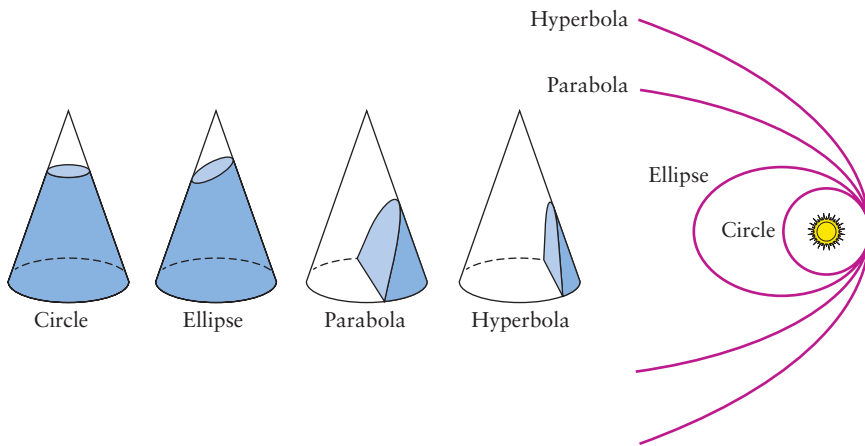 Hyperbola
Parabola
Ellipse
Circle
Circle
Ellipse
Parabola
Hyperbola